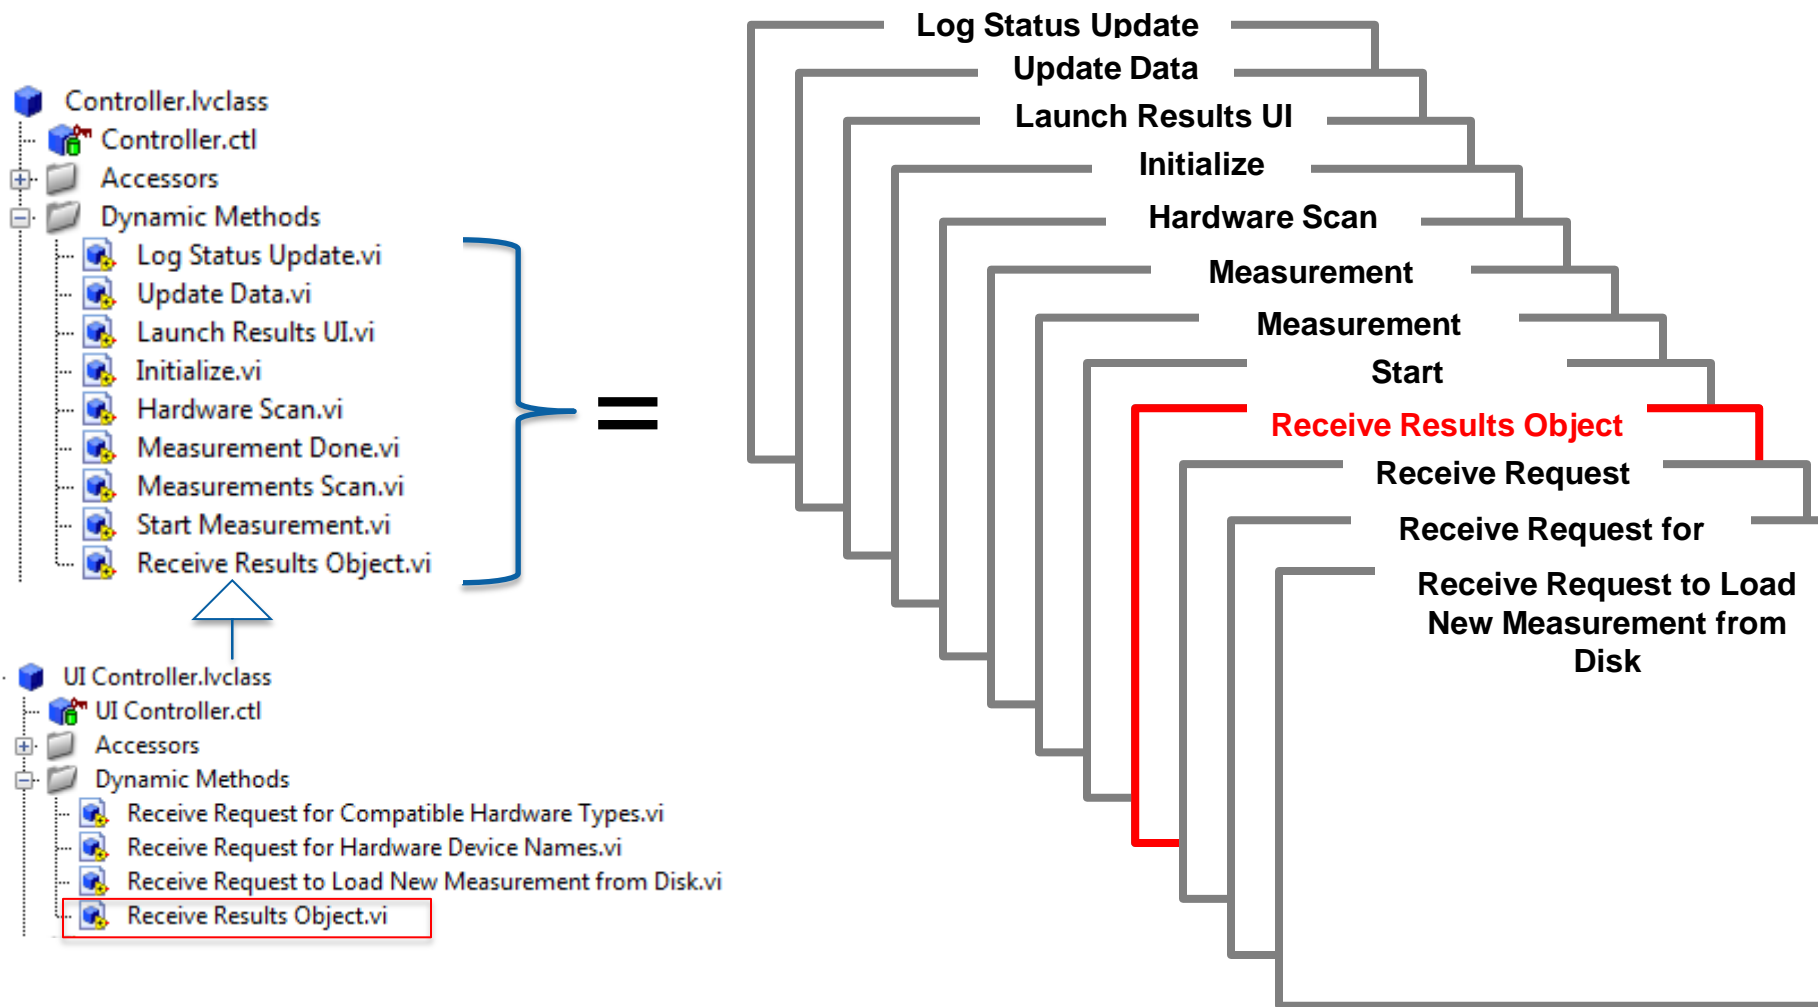 Controller.lvclass
Controller.ctl
Accessors
Dynamic Methods
Log Status Update.vi
Update Data.vi
Launch Results UI.vi
Initialize.vi
Hardware Scan.vi
Measurement Done.vi
Measurements Scan.vi
Start Measurement.vi
Receive Results Object.vi
UI Controller.lvclass
UI Controller.ctl
Accessors
Dynamic Methods
Receive Request for Compatible Hardware Types.vi
Receive Request for Hardware Device Names.vi
Receive Request to Load New Measurement from Disk.vi
Receive Results Object.vi
=
Log Status Update
Update Data
Launch Results UI
Initialize
Hardware Scan
Measurement
Measurement
Start
Receive Results Object
Receive Request
Receive Request for
Receive Request to Load
New Measurement from
Disk